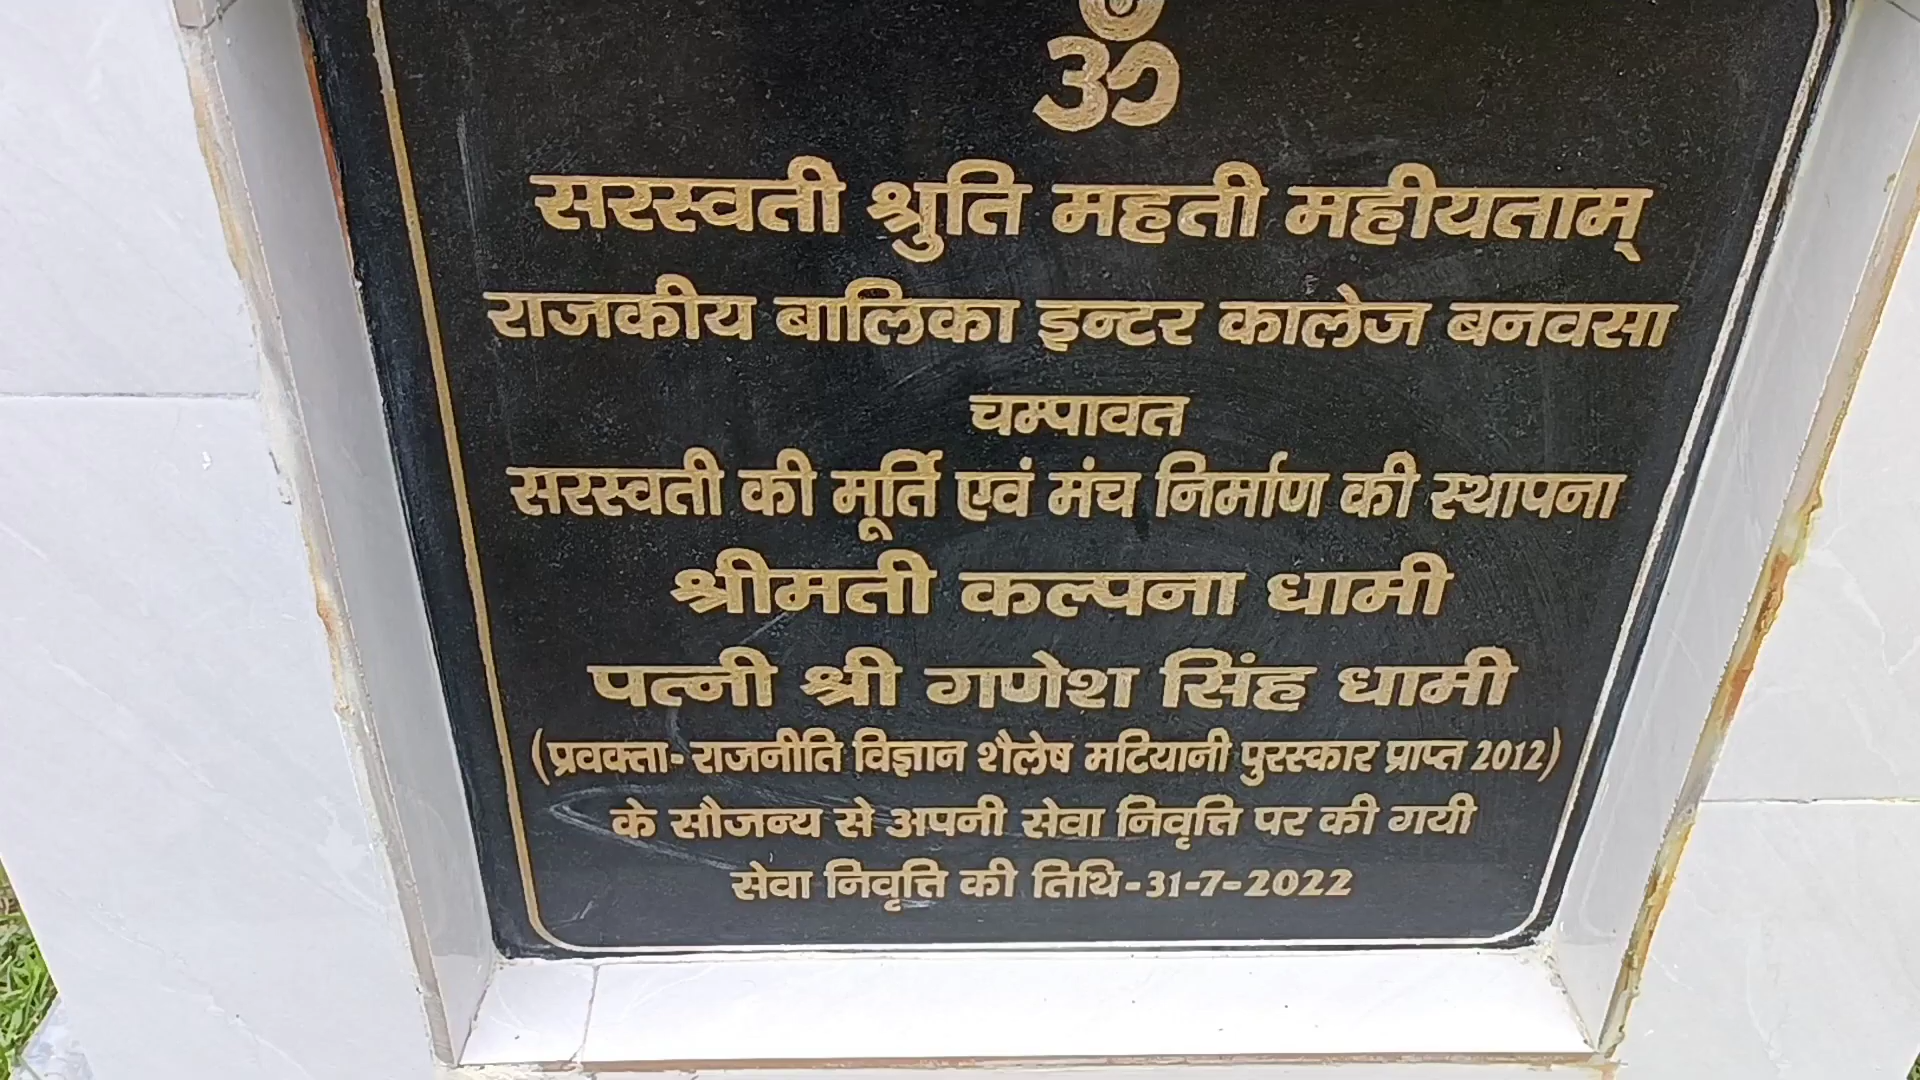 ॐ
सरस्वती श्रुति महती महीयताम्
राजकीय बालिका इन्टर कालेज बनवसा
चम्पावत
सरस्वती की मूर्ति एवं मंच निर्माण की स्थापना
श्रीमती कल्पना धामी
पत्नी श्री गणेश सिंह धामी
(प्रवक्ता- राजनीति विज्ञान शैलेष मटियानी पुरस्कार प्राप्त 2012)
के सौजन्य से अपनी सेवा निवृत्ति पर की गयी
सेवा निवृत्ति की तिथि-31-7-2022